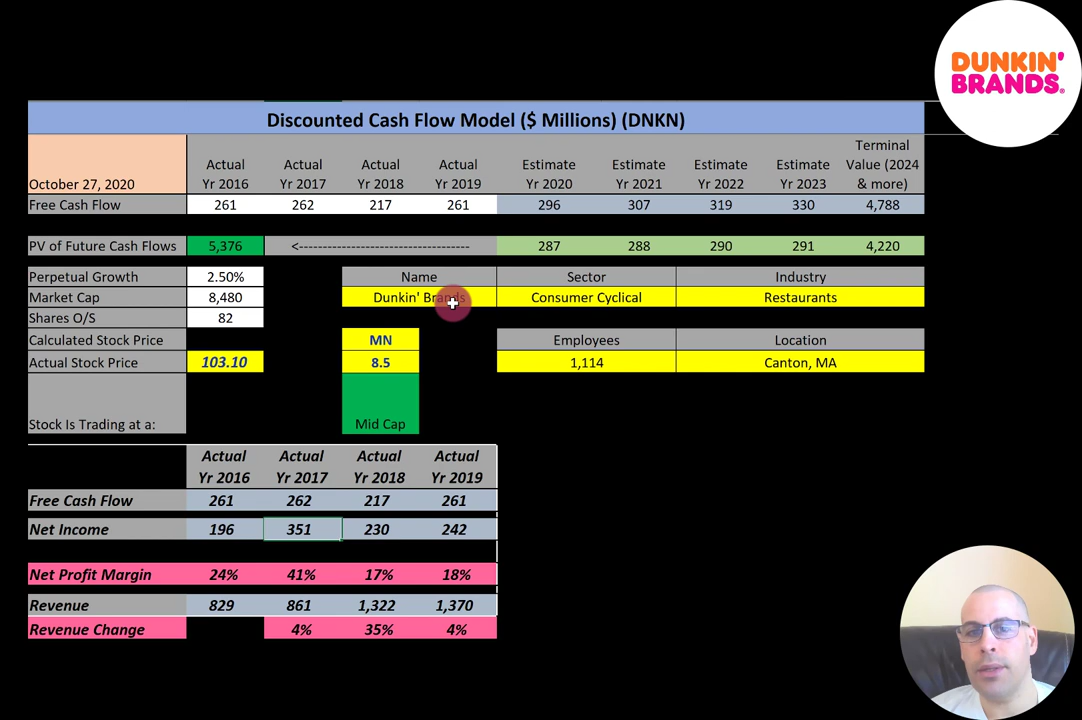 DUNKIN'
BRANDS®
Discounted Cash Flow Model ($ Millions) (DNKN)
October 27, 2020 Actual Yr 2016 Actual Yr 2017 Actual Yr 2018 Actual Yr 2019 Estimate Yr 2020 Estimate Yr 2021 Estimate Yr 2022 Estimate Yr 2023 Terminal Value (2024 & more)
Free Cash Flow 261 262 217 261 296 307 319 330 4,788
PV of Future Cash Flows 5,376 <------------------------------------- 287 288 290 291 4,220
Perpetual Growth 2.50% Name Sector Industry
Market Cap 8,480 Dunkin' Brands Consumer Cyclical Restaurants
Shares O/S 82
Calculated Stock Price MN Employees Location
Actual Stock Price 103.10 8.5 1,114 Canton, MA
Stock Is Trading at a: Mid Cap
Actual Yr 2016 Actual Yr 2017 Actual Yr 2018 Actual Yr 2019
Free Cash Flow 261 262 217 261
Net Income 196 351 230 242
Net Profit Margin 24% 41% 17% 18%
Revenue 829 861 1,322 1,370
Revenue Change 4% 35% 4%